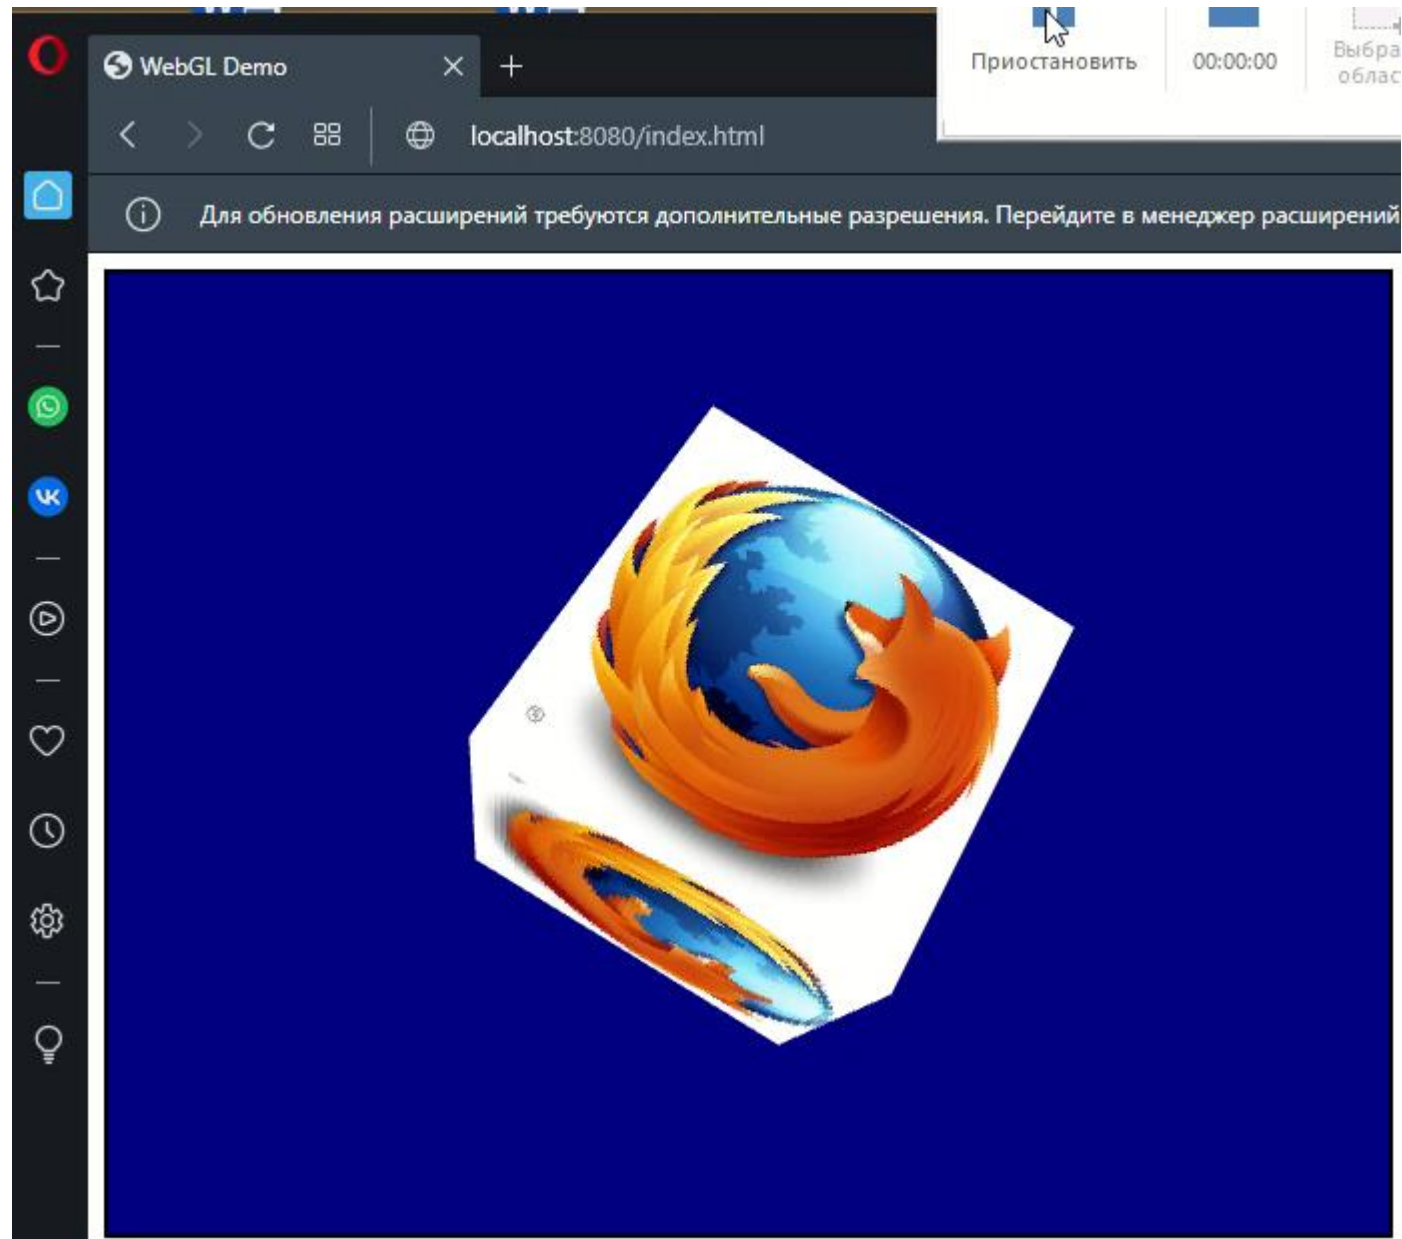 WebGL Demo
Приостановить
00:00:00
localhost:8080/index.html
Для обновления расширений требуются дополнительные разрешения. Перейдите в менеджер расширений